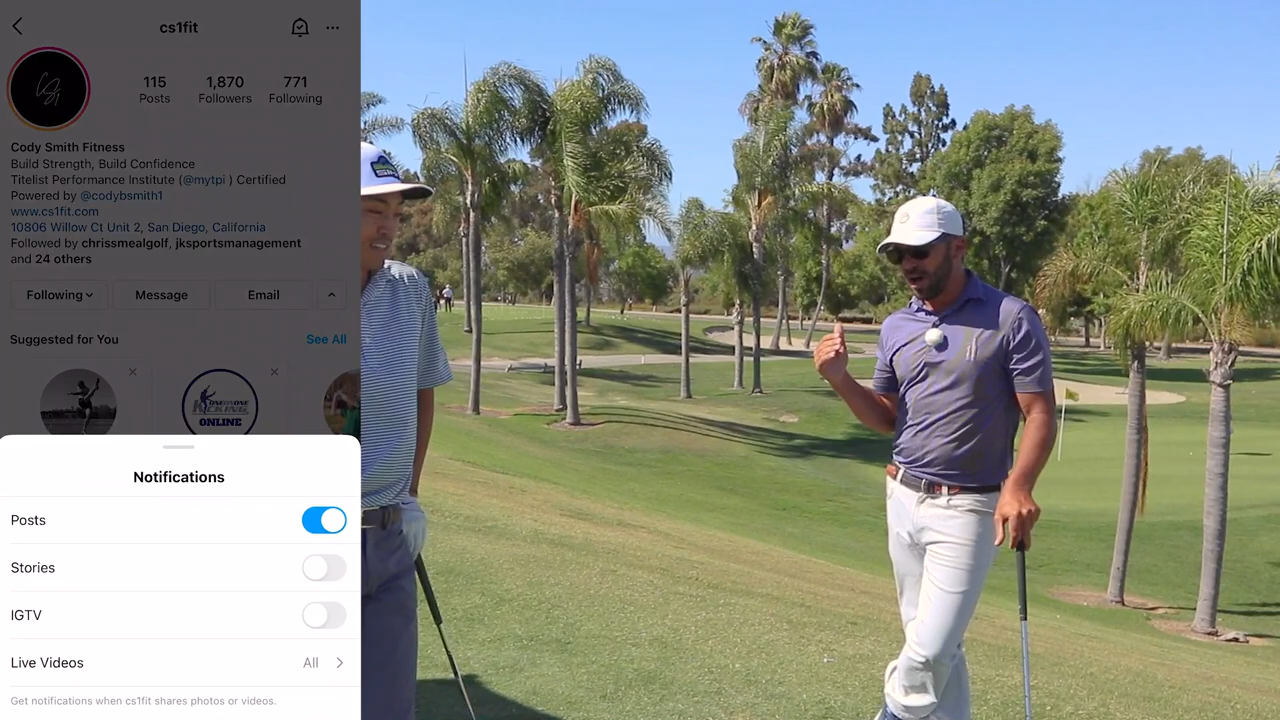 cs1fit
115
1,870
771
Posts
Followers
Following
Cody Smith Fitness
Build Strength, Build Confidence
Titelist Performance Institute (@mytpi ) Certified
Powered by @codybsmith1
www.cs1fit.com
10806 Willow Ct Unit 2, San Diego, California
Followed by chrissmealgolf, jksportsmanagement
and 24 others
Following
Message
Email
Suggested for You
See All
ONLINE
Notifications
Posts
Stories
IGTV
Live Videos
All
Get notifications when cs1fit shares photos or videos.